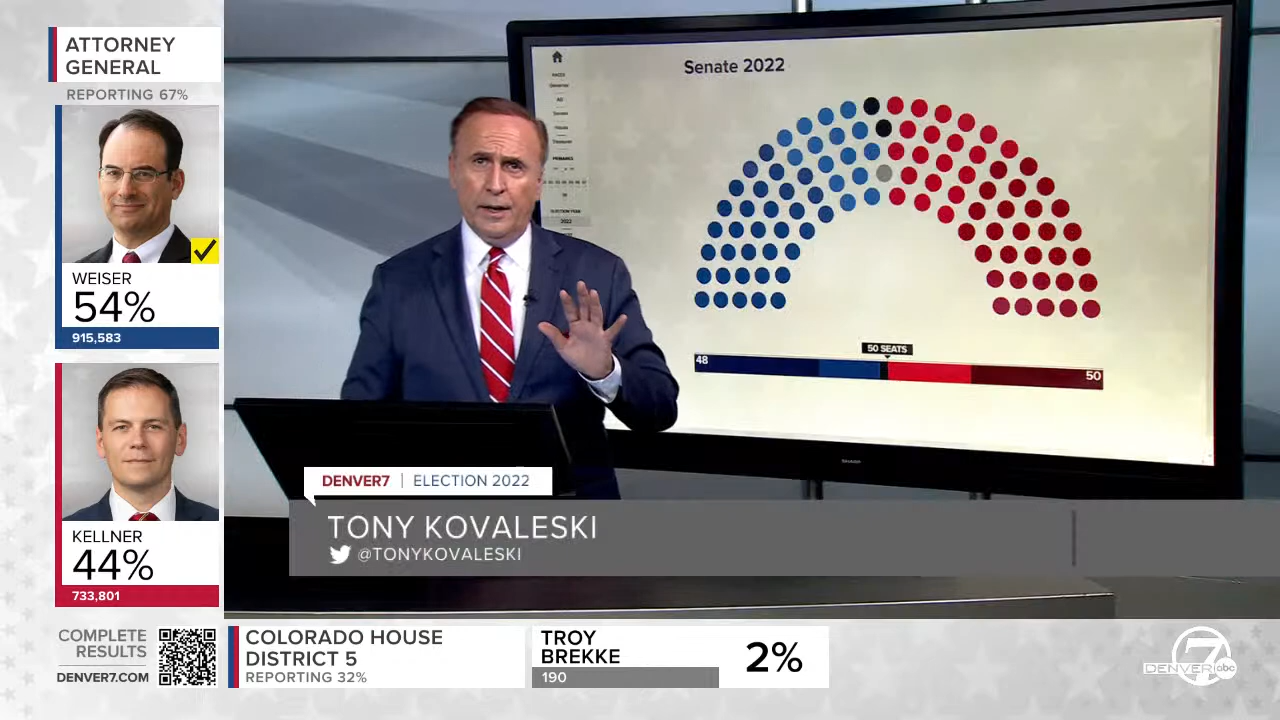 ATTORNEY
GENERAL
REPORTING 67%
WEISER
54%
915,583
KELLNER
44%
733,801
COMPLETE
RESULTS
DENVER7.COM
Senate 2022
50 SEATS
48
50
SHARP
DENVER7 | ELECTION 2022
TONY KOVALESKI
@TONYKOVALESKI
COLORADO HOUSE
DISTRICT 5
REPORTING 32%
TROY
BREKKE
190
2%
7
DENVER
abc